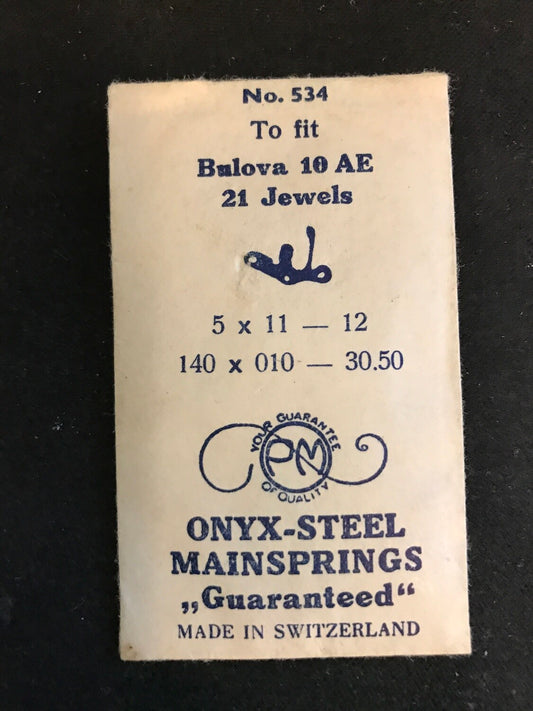 No. 534
To fit
Bulova 10 AE
21 Jewels
5 x 11 — 12
140 x 010 — 30.50
YOUR GUARANTEE
PM
OF QUALITY
ONYX-STEEL
MAINSPRINGS
„Guaranteed“
MADE IN SWITZERLAND